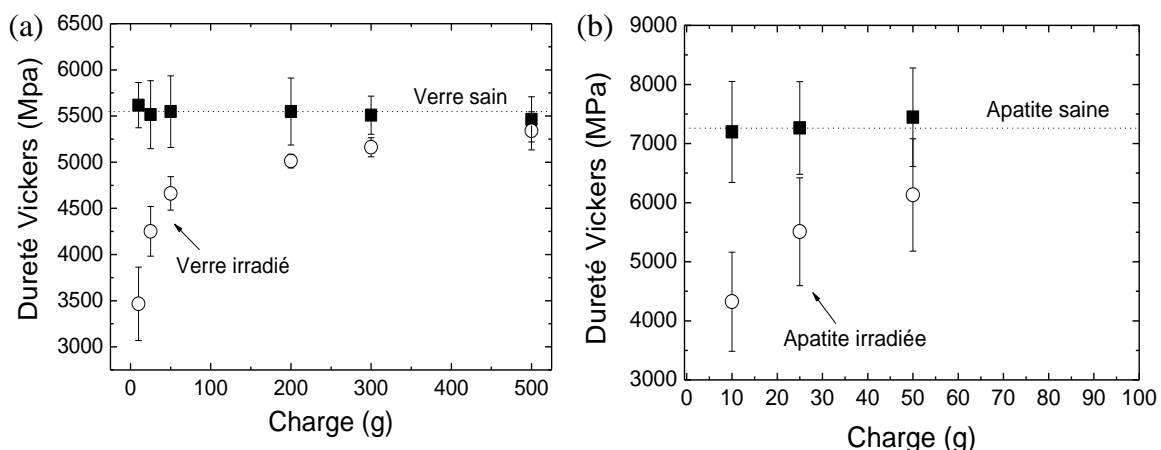 (a)
Dureté Vickers (Mpa)
6500
6000
5500
5000
4500
4000
3500
3000
Verre sain
Verre irradié
0 100 200 300 400 500
Charge (g)
(b)
Dureté Vickers (MPa)
9000
8000
7000
6000
5000
4000
3000
Apatite saine
Apatite irradiée
0 10 20 30 40 50 60 70 80 90 100
Charge (g)